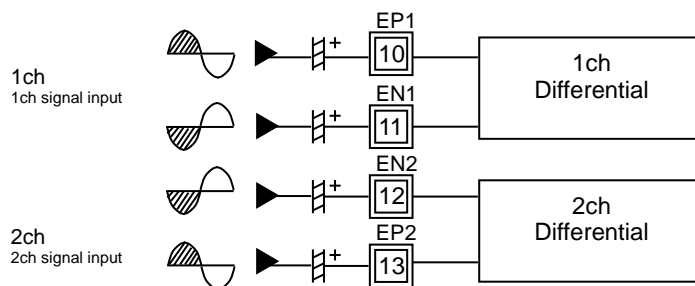 EP1
+
10
1ch
Differential
1ch
1ch signal input
EN1
+
11
EN2
+
12
2ch
Differential
2ch
2ch signal input
EP2
+
13